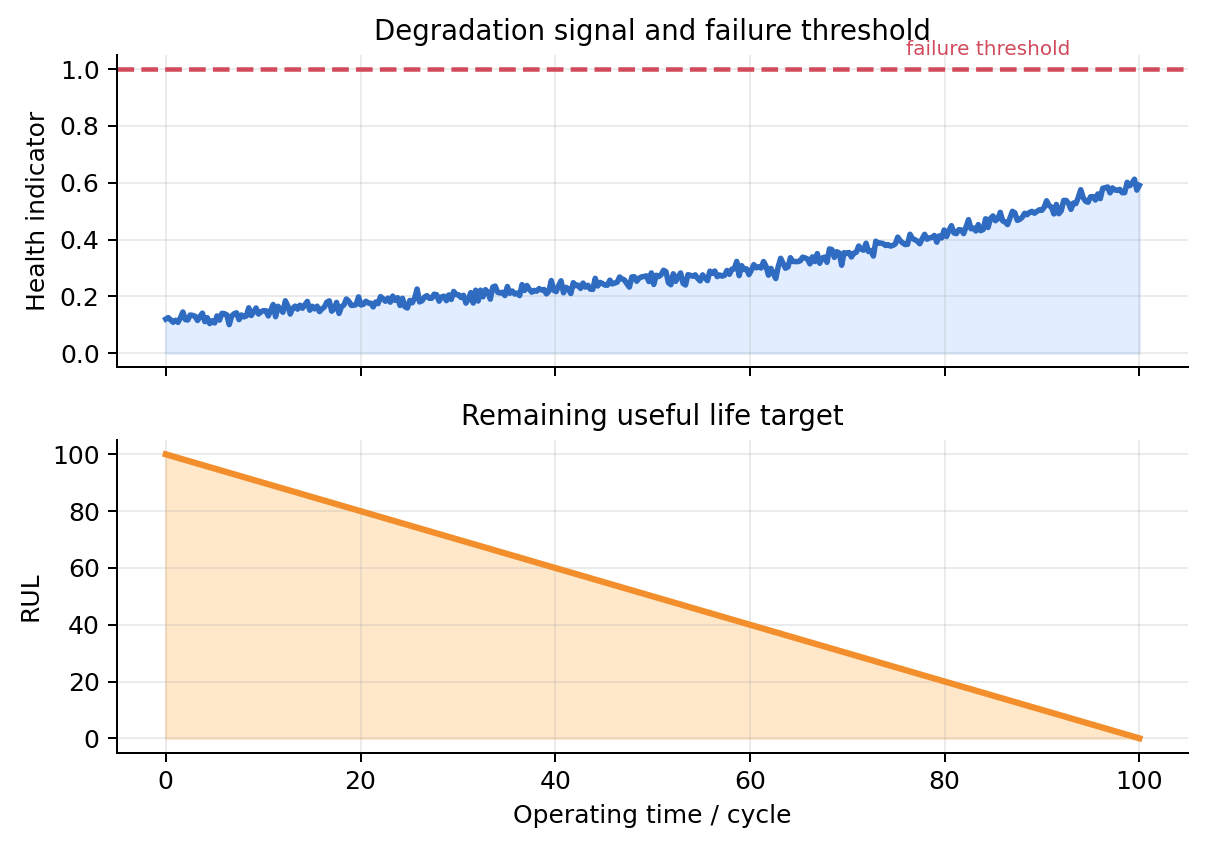 Degradation signal and failure threshold
failure threshold
1.0
0.8
0.6
0.4
0.2
0.0
Health indicator
Remaining useful life target
100
80
60
40
20
0
RUL
0 20 40 60 80 100
Operating time / cycle